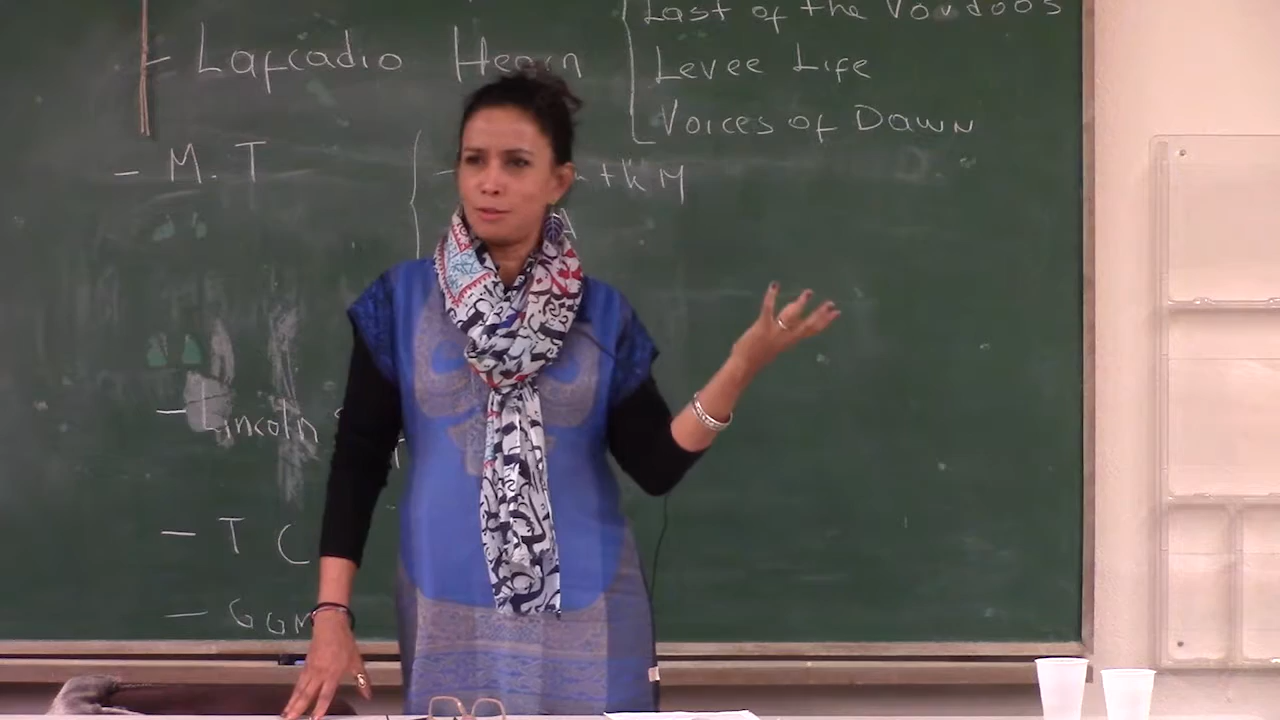 Last of the Voudoos
- Lafcadio Hearn
Levee Life
Voices of Dawn
- M.T
+ K M
A
- Lincoln
- T C
- GGM